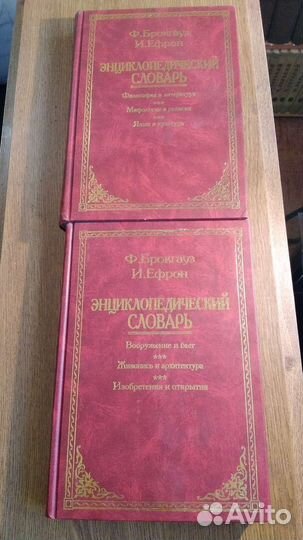 Ф. Брокгауз
И. Ефрон
ЭНЦИКЛОПЕДИЧЕСКИЙ
СЛОВАРЬ
Философия и литература
***
Мифология и религия
***
Язык и культура
Ф. Брокгауз
И. Ефрон
ЭНЦИКЛОПЕДИЧЕСКИЙ
СЛОВАРЬ
Вооружение и быт
***
Живопись и архитектура
***
Изобретения и открытия
Avito